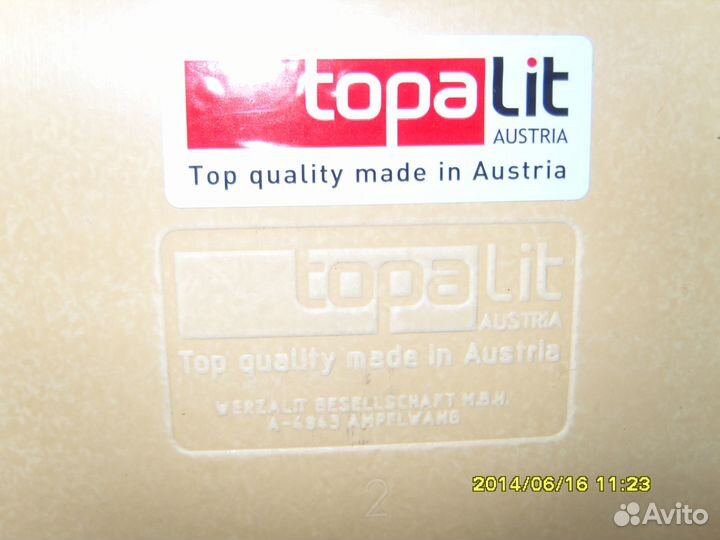 topalit
AUSTRIA
Top quality made in Austria
topalit
AUSTRIA
Top quality made in Austria
WERZALIT GESELLSCHAFT M.B.H.
A-4843 AMPFLWANG
2
2014/06/16 11:23
Avito